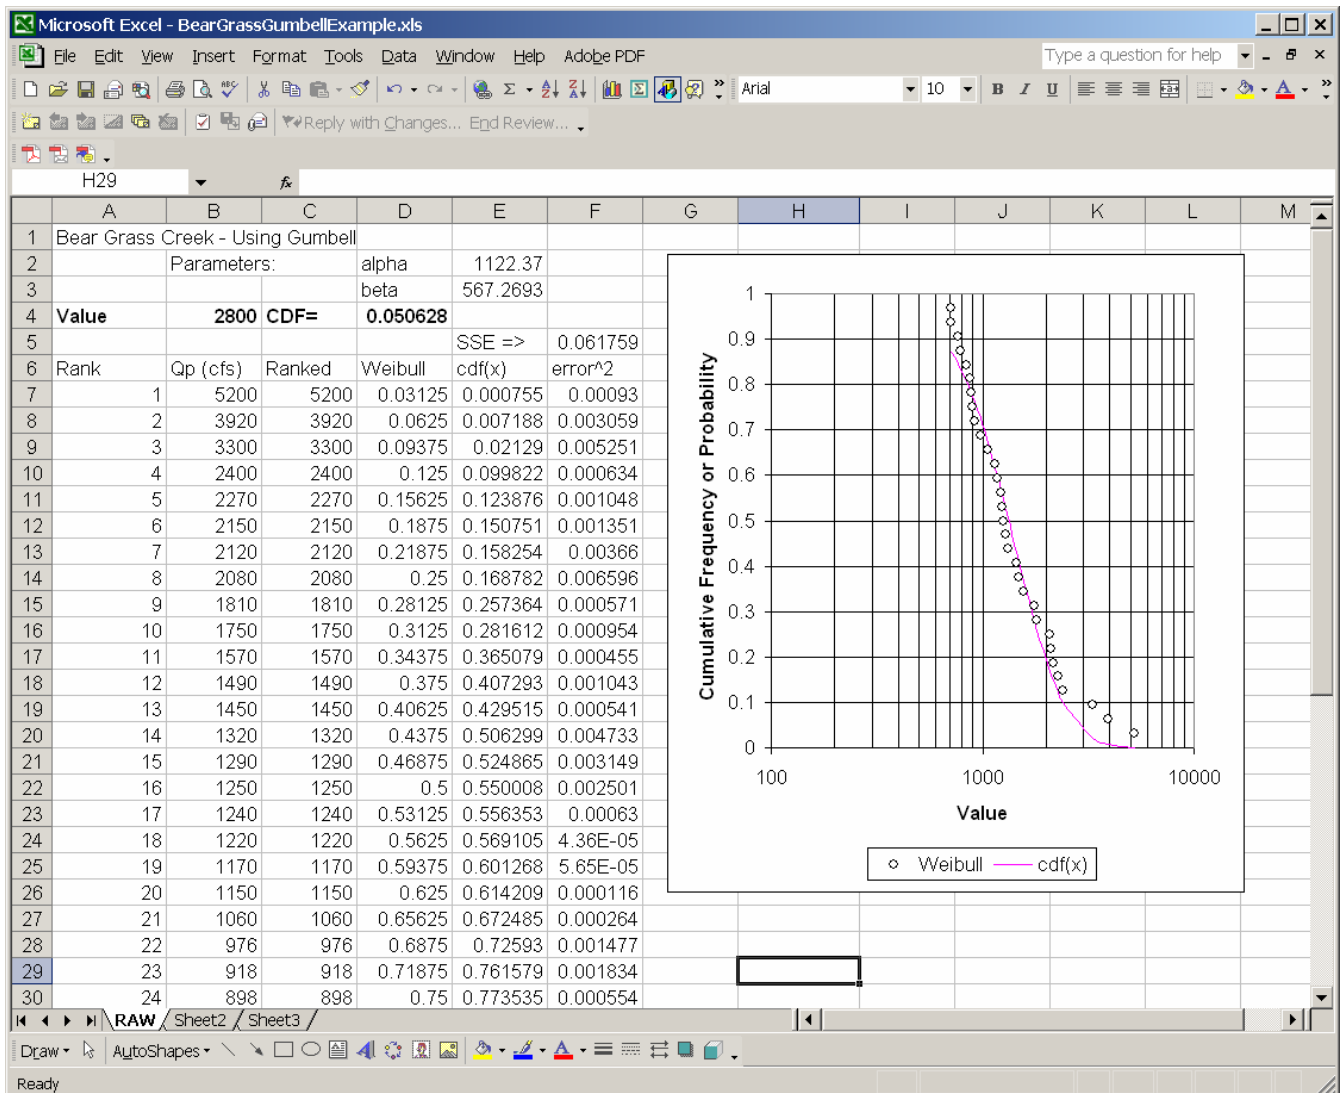 Microsoft Excel - BearGrassGumbellExample.xls
File Edit View Insert Format Tools Data Window Help Adobe PDF Type a question for help
Arial 10 B I U
Reply with Changes... End Review...
H29 fx
A B C D E F G H I J K L M
1 Bear Grass Creek - Using Gumbell
2 Parameters: alpha 1122.37
3 beta 567.2693
4 Value 2800 CDF= 0.050628
5 SSE => 0.061759
6 Rank Qp (cfs) Ranked Weibull cdf(x) error^2
7 1 5200 5200 0.03125 0.000755 0.00093
8 2 3920 3920 0.0625 0.007188 0.003059
9 3 3300 3300 0.09375 0.02129 0.005251
10 4 2400 2400 0.125 0.099822 0.000634
11 5 2270 2270 0.15625 0.123876 0.001048
12 6 2150 2150 0.1875 0.150751 0.001351
13 7 2120 2120 0.21875 0.158254 0.00366
14 8 2080 2080 0.25 0.168782 0.006596
15 9 1810 1810 0.28125 0.257364 0.000571
16 10 1750 1750 0.3125 0.281612 0.000954
17 11 1570 1570 0.34375 0.365079 0.000455
18 12 1490 1490 0.375 0.407293 0.001043
19 13 1450 1450 0.40625 0.429515 0.000541
20 14 1320 1320 0.4375 0.506299 0.004733
21 15 1290 1290 0.46875 0.524865 0.003149
22 16 1250 1250 0.5 0.550008 0.002501
23 17 1240 1240 0.53125 0.556353 0.00063
24 18 1220 1220 0.5625 0.569105 4.36E-05
25 19 1170 1170 0.59375 0.601268 5.65E-05
26 20 1150 1150 0.625 0.614209 0.000116
27 21 1060 1060 0.65625 0.672485 0.000264
28 22 976 976 0.6875 0.72593 0.001477
29 23 918 918 0.71875 0.761579 0.001834
30 24 898 898 0.75 0.773535 0.000554
Cumulative Frequency or Probability
1
0.9
0.8
0.7
0.6
0.5
0.4
0.3
0.2
0.1
0
100 1000 10000
Value
Weibull cdf(x)
RAW Sheet2 Sheet3
Draw AutoShapes
Ready